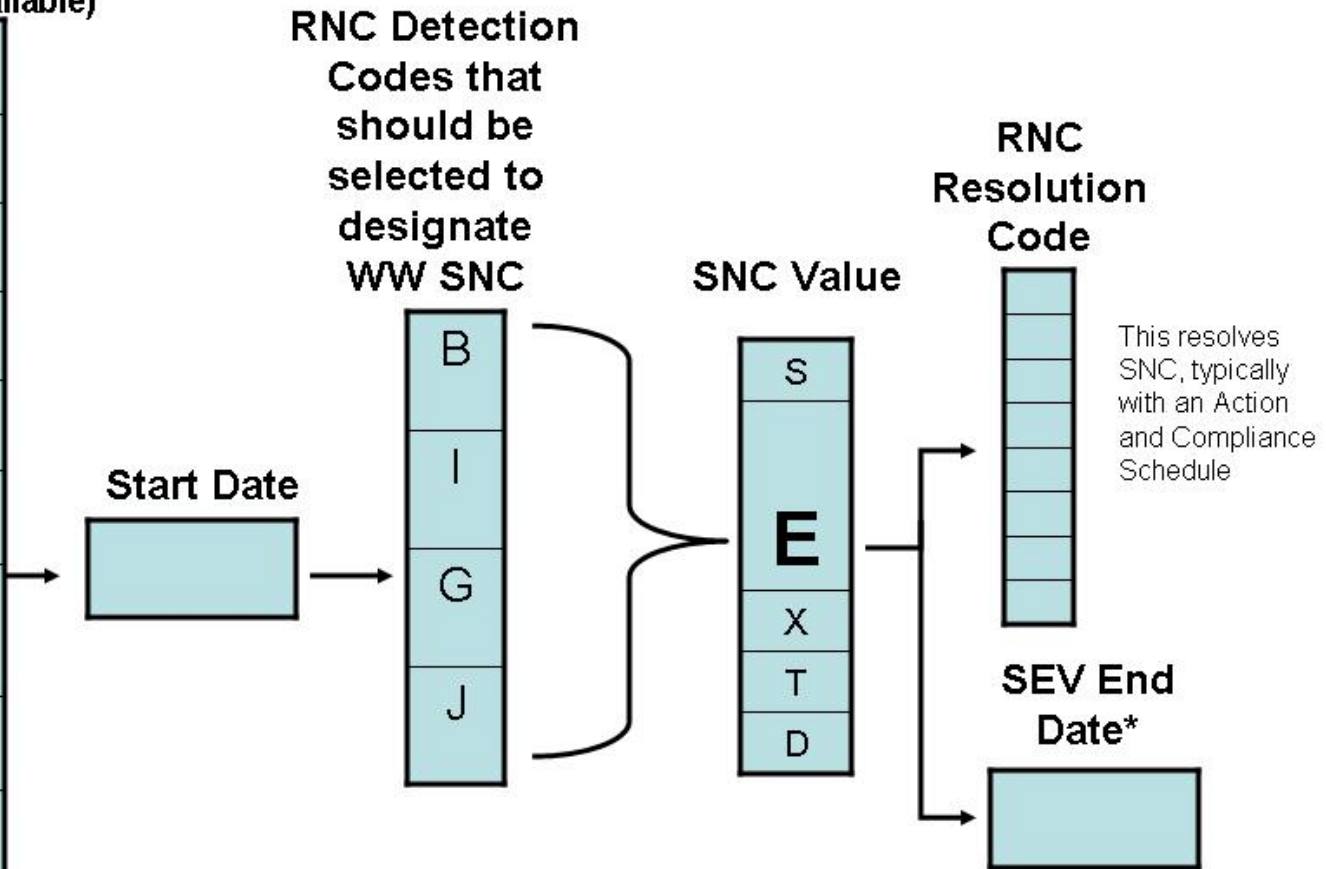 RNC Detection
Codes that
should be
selected to
designate
WW SNC
RNC
Resolution
Code
SNC Value
B
I
G
J
S
E
X
T
D
This resolves
SNC, typically
with an Action
and Compliance
Schedule
Start Date
SEV End
Date*